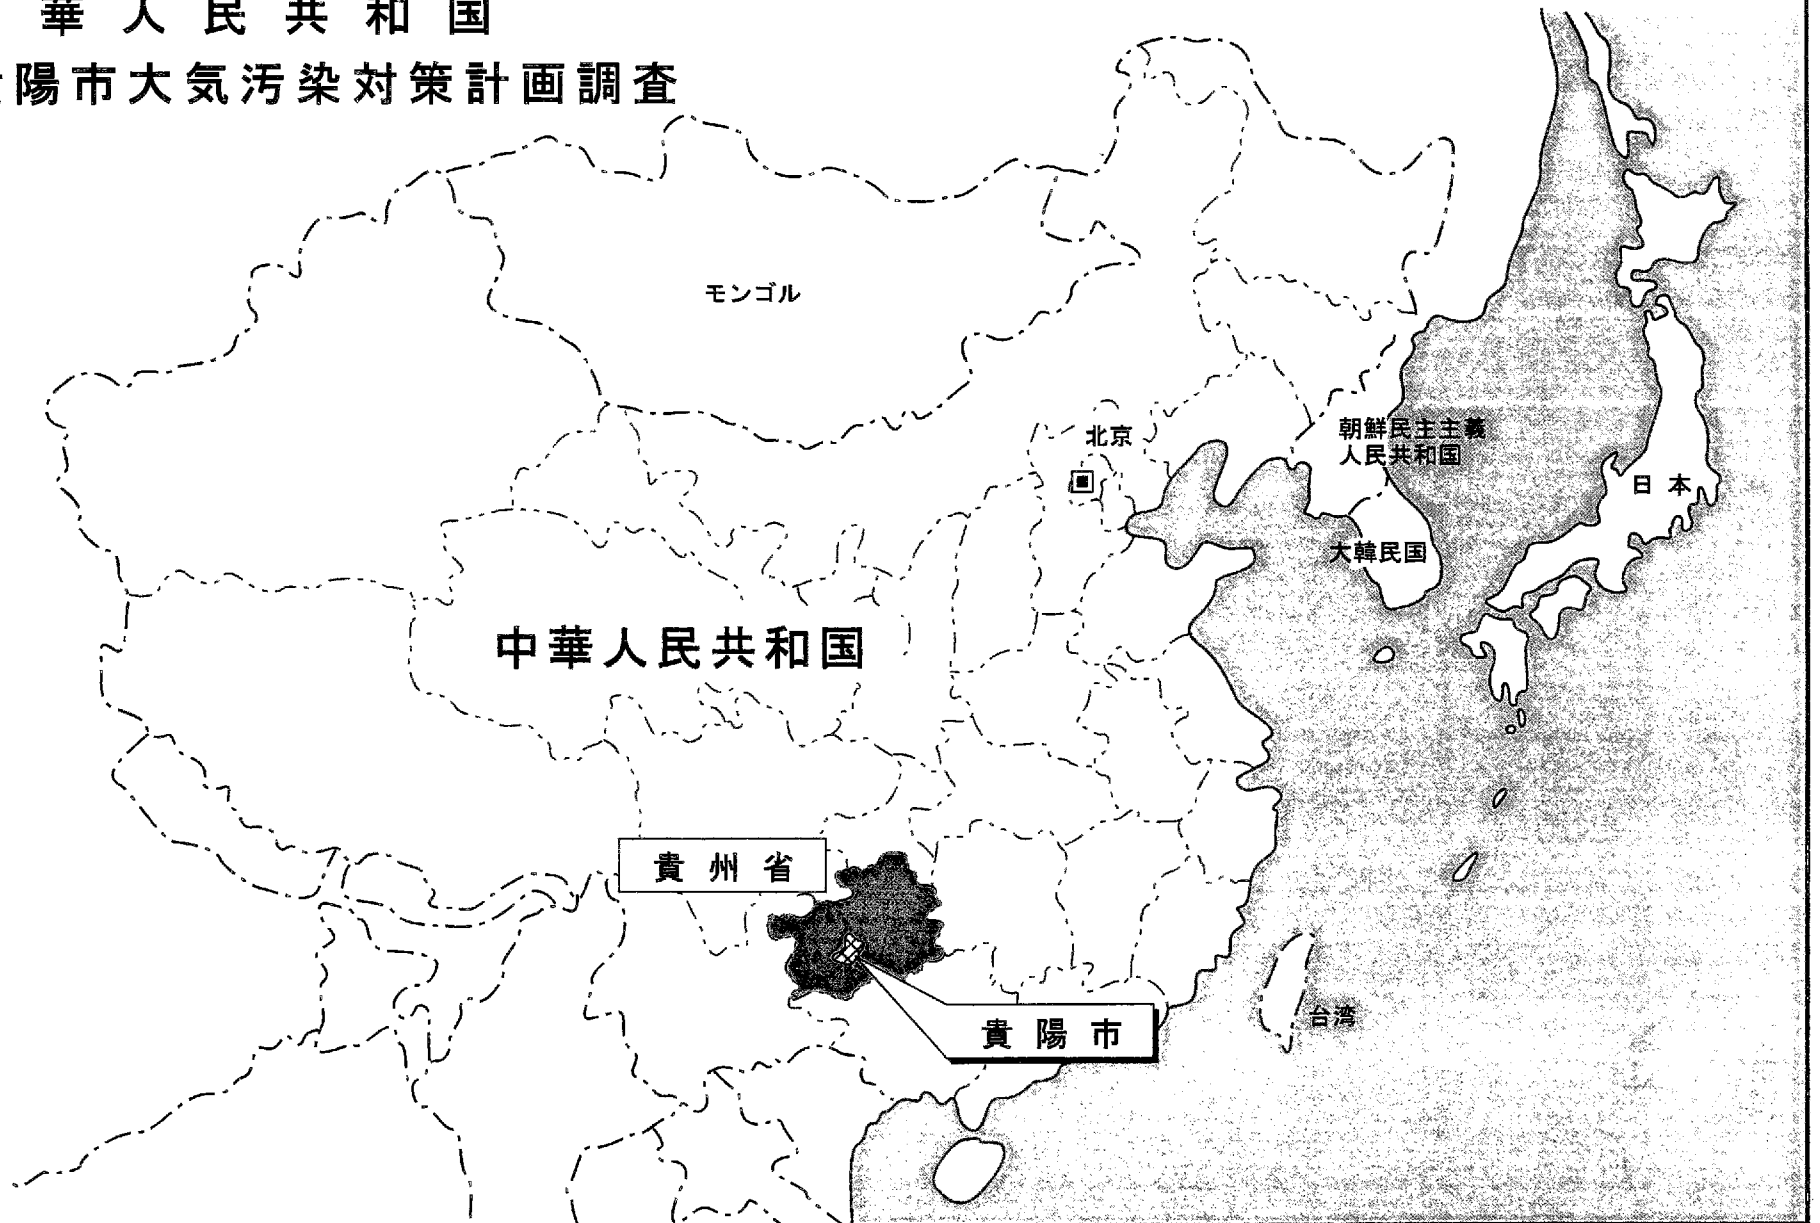 華人民共和国
陽市大気汚染対策計画調査
モンゴル
北京
朝鮮民主主義
人民共和国
日本
大韓民国
中華人民共和国
貴州省
貴陽市
台湾